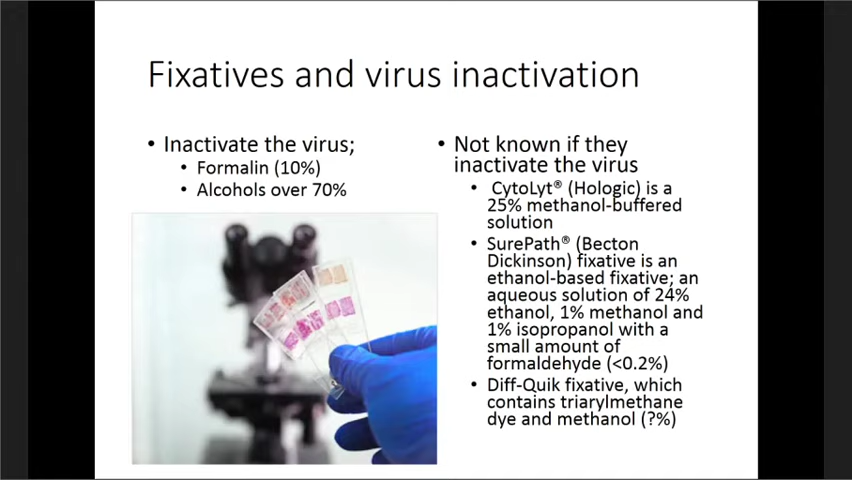 Fixatives and virus inactivation
• Inactivate the virus;
• Formalin (10%)
• Alcohols over 70%
• Not known if they
inactivate the virus
• CytoLyt® (Hologic) is a
25% methanol-buffered
solution
• SurePath® (Becton
Dickinson) fixative is an
ethanol-based fixative; an
aqueous solution of 24%
ethanol, 1% methanol and
1% isopropanol with a
small amount of
formaldehyde (<0.2%)
• Diff-Quik fixative, which
contains triarylmethane
dye and methanol (?%)